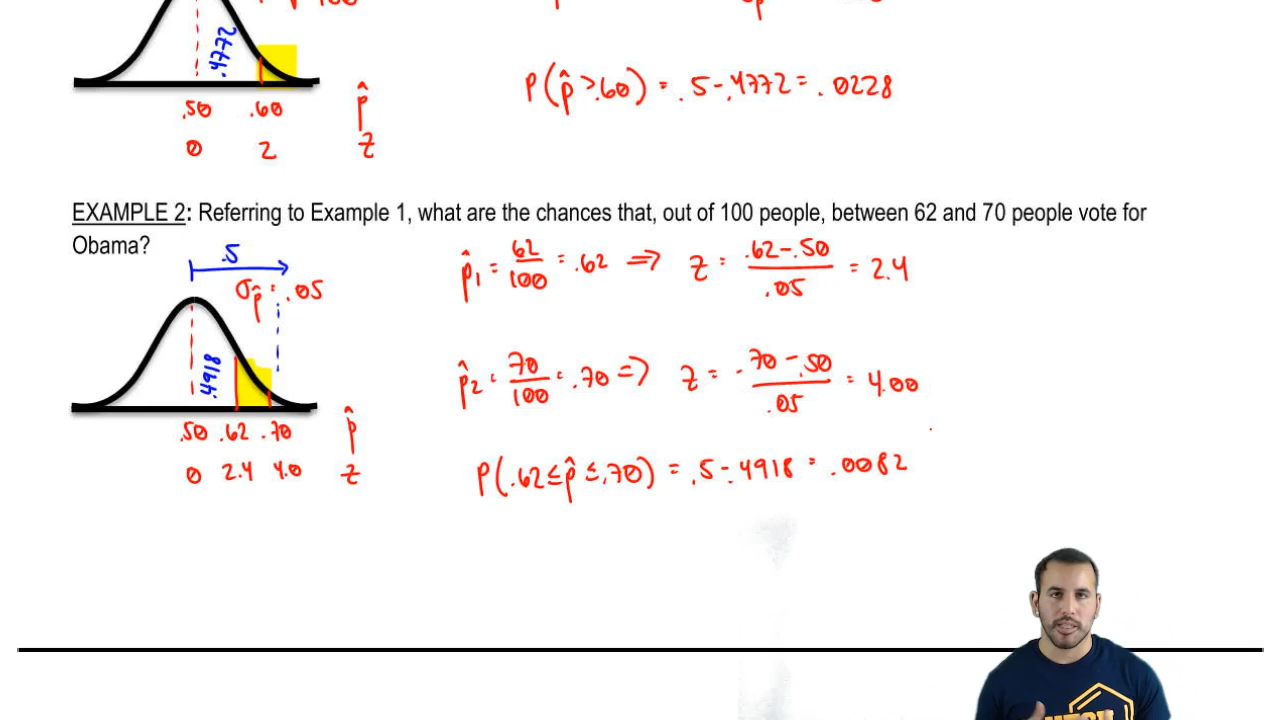 .4772
P(p̂ >.60) = .5-.4772 = .0228
.50 .60 p̂
0 2 z
EXAMPLE 2: Referring to Example 1, what are the chances that, out of 100 people, between 62 and 70 people vote for
Obama?
.5
σp̂ = .05
.4918
.50 .62 .70 p̂
0 2.4 4.0 z
p̂1 = 62/100 = .62 ⇒ z = .62-.50/.05 = 2.4
p̂2 = 70/100 = .70 ⇒ z = .70-.50/.05 = 4.00
P(.62≤p̂≤.70) = .5-.4918 = .0082